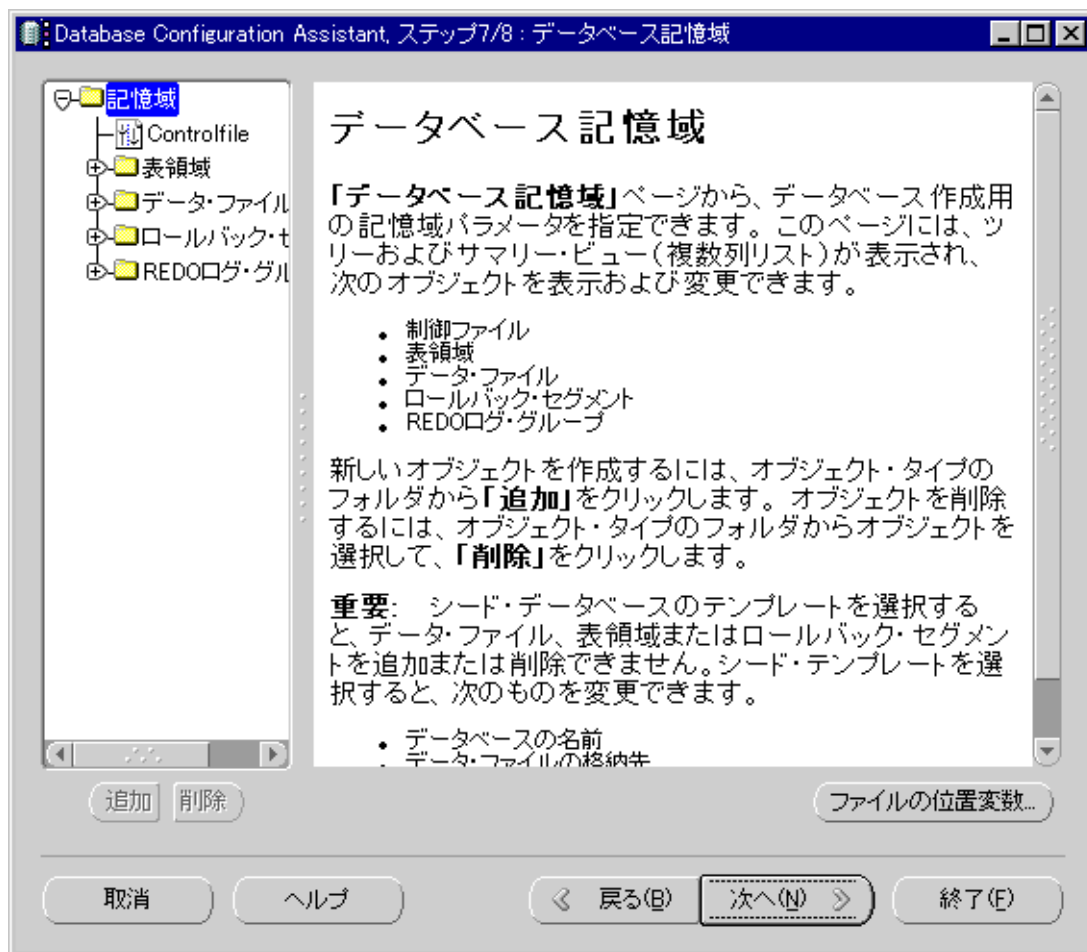 Database Configuration Assistant, ステップ7/8 : データベース記憶域
記憶域
Controlfile
表領域
データ・ファイル
ロールバック・セ
REDOログ・グル
データベース記憶域
「データベース記憶域」ページから、データベース作成用
の記憶域パラメータを指定できます。このページには、ツ
リーおよびサマリー・ビュー(複数列リスト)が表示され、
次のオブジェクトを表示および変更できます。
• 制御ファイル
• 表領域
• データ・ファイル
• ロールバック・セグメント
• REDOログ・グループ
新しいオブジェクトを作成するには、オブジェクト・タイプの
フォルダから「追加」をクリックします。オブジェクトを削除
するには、オブジェクト・タイプのフォルダからオブジェクトを
選択して、「削除」をクリックします。
重要: シード・データベースのテンプレートを選択する
と、データ・ファイル、表領域またはロールバック・セグメン
トを追加または削除できません。シード・テンプレートを選
択すると、次のものを変更できます。
• データベースの名前
• データ・ファイルの格納先
追加 削除 ファイルの位置変数...
取消 ヘルプ 戻る(B) 次へ(N) 終了(F)